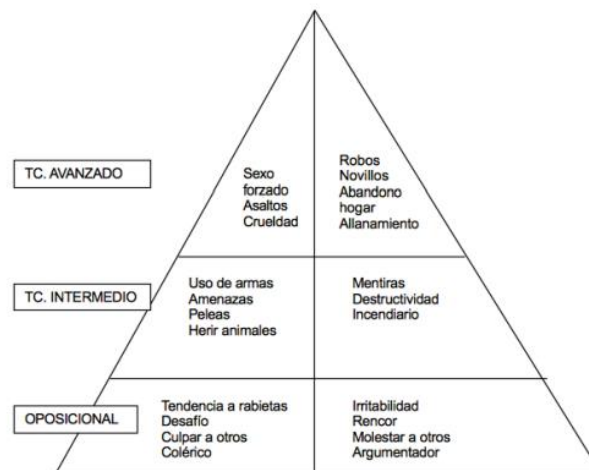 TC. AVANZADO
Sexo
forzado
Asaltos
Crueldad
Robos
Novillos
Abandono
hogar
Allanamiento
TC. INTERMEDIO
Uso de armas
Amenazas
Peleas
Herir animales
Mentiras
Destructividad
Incendiario
OPOSICIONAL
Tendencia a rabietas
Desafío
Culpar a otros
Colérico
Irritabilidad
Rencor
Molestar a otros
Argumentador